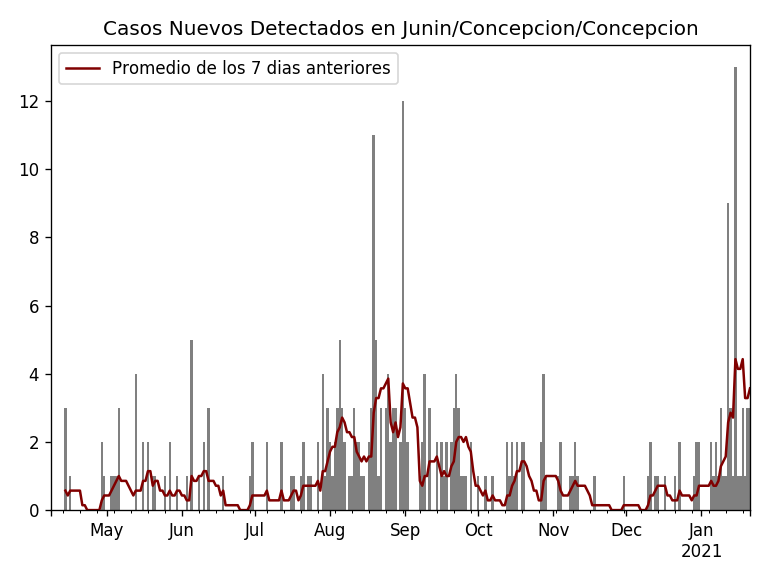 Casos Nuevos Detectados en Junin/Concepcion/Concepcion
Promedio de los 7 dias anteriores
12
10
8
6
4
2
0
May Jun Jul Aug Sep Oct Nov Dec Jan
2021